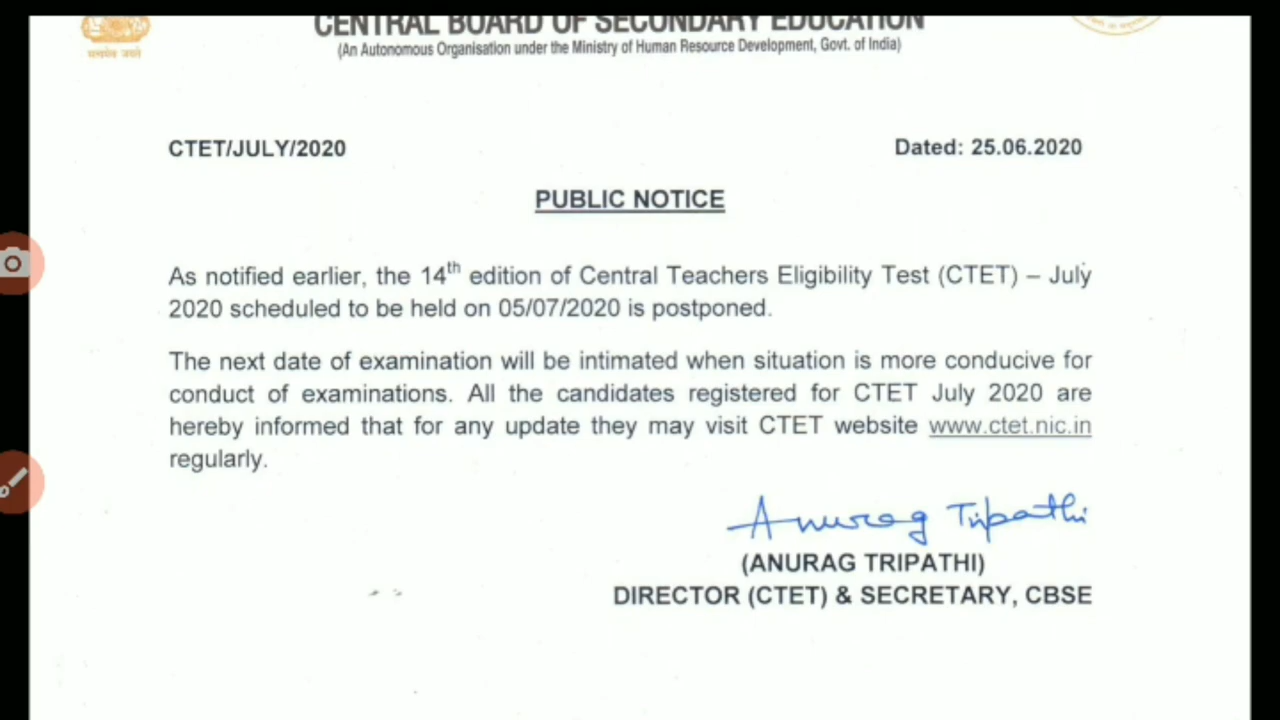 CENTRAL BOARD OF SECONDARY EDUCATION
(An Autonomous Organisation under the Ministry of Human Resource Development, Govt. of India)
सत्यमेव जयते
CTET/JULY/2020
Dated: 25.06.2020
PUBLIC NOTICE
As notified earlier, the 14th edition of Central Teachers Eligibility Test (CTET) – July
2020 scheduled to be held on 05/07/2020 is postponed.
The next date of examination will be intimated when situation is more conducive for
conduct of examinations. All the candidates registered for CTET July 2020 are
hereby informed that for any update they may visit CTET website www.ctet.nic.in
regularly.
Anurag Tripathi
(ANURAG TRIPATHI)
DIRECTOR (CTET) & SECRETARY, CBSE